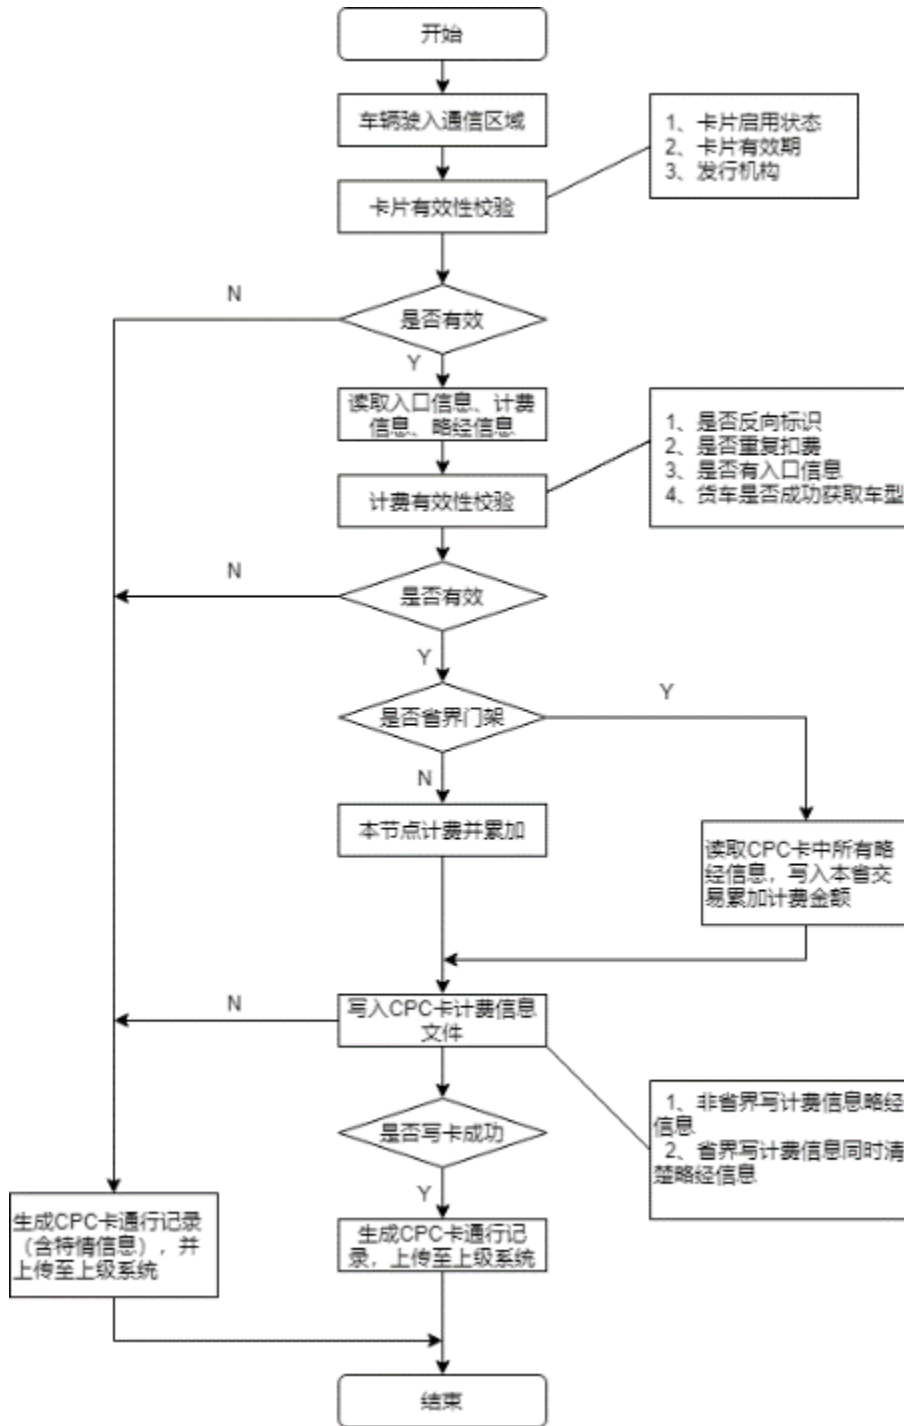 开始
车辆驶入通信区域
1、卡片启用状态
2、卡片有效期
3、发行机构
卡片有效性校验
N
是否有效
Y
读取入口信息、计费
信息、略经信息
1、是否反向标识
2、是否重复扣费
3、是否有入口信息
4、货车是否成功获取车型
计费有效性校验
N
是否有效
Y
是否省界门架
Y
N
本节点计费并累加
读取CPC卡中所有略
经信息，写入本省交
易累加计费金额
N
写入CPC卡计费信息
文件
1、非省界写计费信息略经
信息
2、省界写计费信息同时清
楚略经信息
是否写卡成功
Y
生成CPC卡通行记录
（含特情信息），并
上传至上级系统
生成CPC卡通行记
录，上传至上级系统
结束